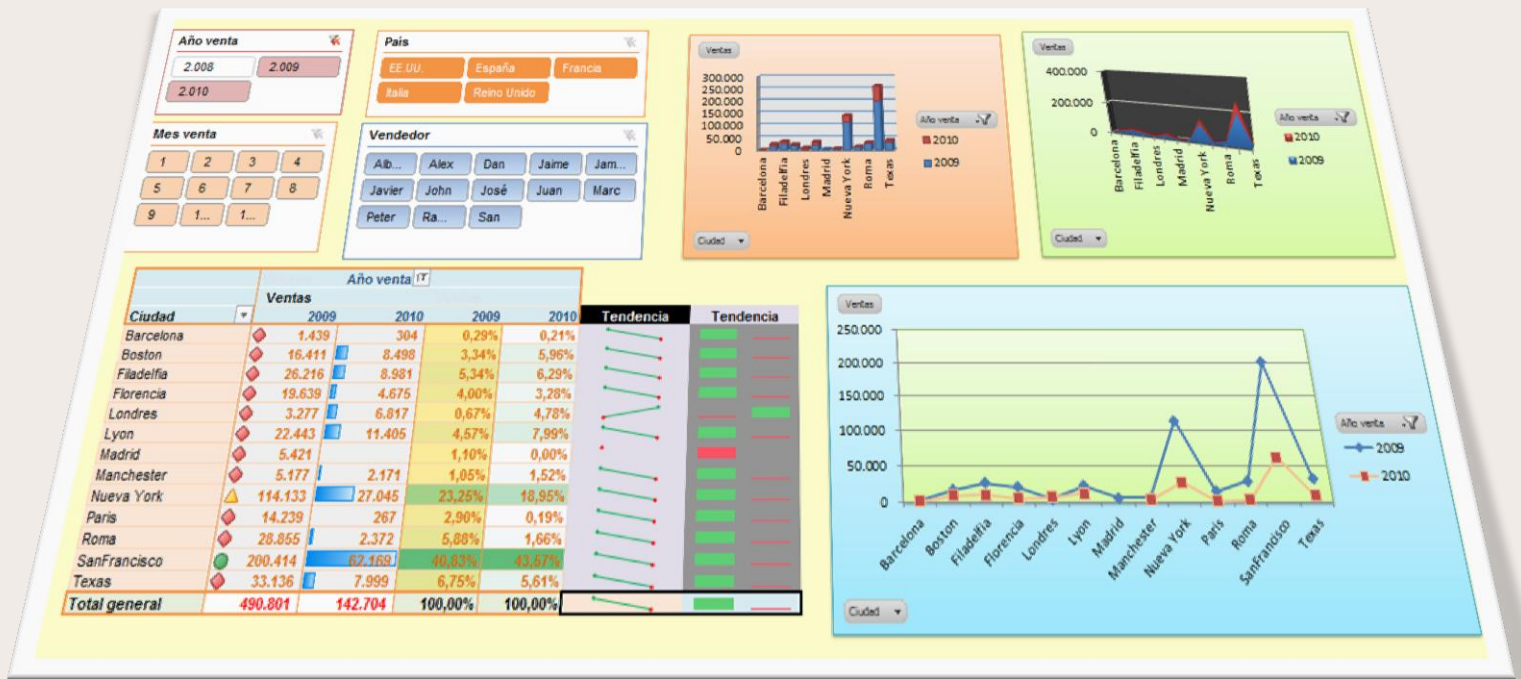 Año venta
2.008 2.009
2.010
Pais
EE.UU. España Francia
Italia Reino Unido
Mes venta
1 2 3 4
5 6 7 8
9 1... 1...
Vendedor
Alb... Alex Dan Jaime Jam...
Javier John José Juan Marc
Peter Ra... San
Ventas
300.000
250.000
200.000
150.000
100.000
50.000
0
Barcelona
Filadelfia
Londres
Madrid
Nueva York
Roma
Texas
Año venta
2010
2009
Ciudad
Ventas
400.000
200.000
0
Barcelona
Filadelfia
Londres
Madrid
Nueva York
Roma
Texas
Año venta
2010
2009
Ciudad
Año venta
Ventas
Ciudad 2009 2010 2009 2010 Tendencia Tendencia
Barcelona 1.439 304 0,29% 0,21%
Boston 16.411 8.498 3,34% 5,96%
Filadelfia 26.216 8.981 5,34% 6,29%
Florencia 19.639 4.675 4,00% 3,28%
Londres 3.277 6.817 0,67% 4,78%
Lyon 22.443 11.405 4,57% 7,99%
Madrid 5.421 1,10% 0,00%
Manchester 5.177 2.171 1,05% 1,52%
Nueva York 114.133 27.045 23,25% 18,95%
Paris 14.239 267 2,90% 0,19%
Roma 28.855 2.372 5,88% 1,66%
SanFrancisco 200.414 62.169 40,83% 43,57%
Texas 33.136 7.999 6,75% 5,61%
Total general 490.801 142.704 100,00% 100,00%
Ventas
250.000
200.000
150.000
100.000
50.000
0
Barcelona
Boston
Filadelfia
Florencia
Londres
Lyon
Madrid
Manchester
Nueva York
Paris
Roma
SanFrancisco
Texas
Año venta
2009
2010
Ciudad